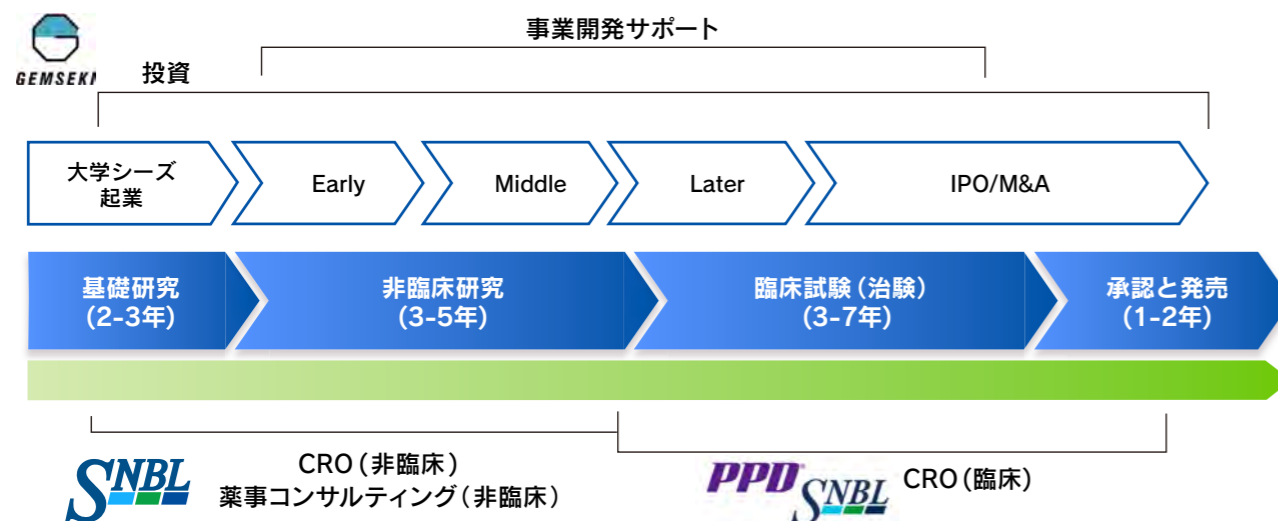 事業開発サポート
GEMSEKI
投資
大学シーズ
起業
Early
Middle
Later
IPO/M&A
基礎研究
(2-3年)
非臨床研究
(3-5年)
臨床試験(治験)
(3-7年)
承認と発売
(1-2年)
SNBL
CRO(非臨床)
薬事コンサルティング(非臨床)
PPD SNBL
CRO(臨床)